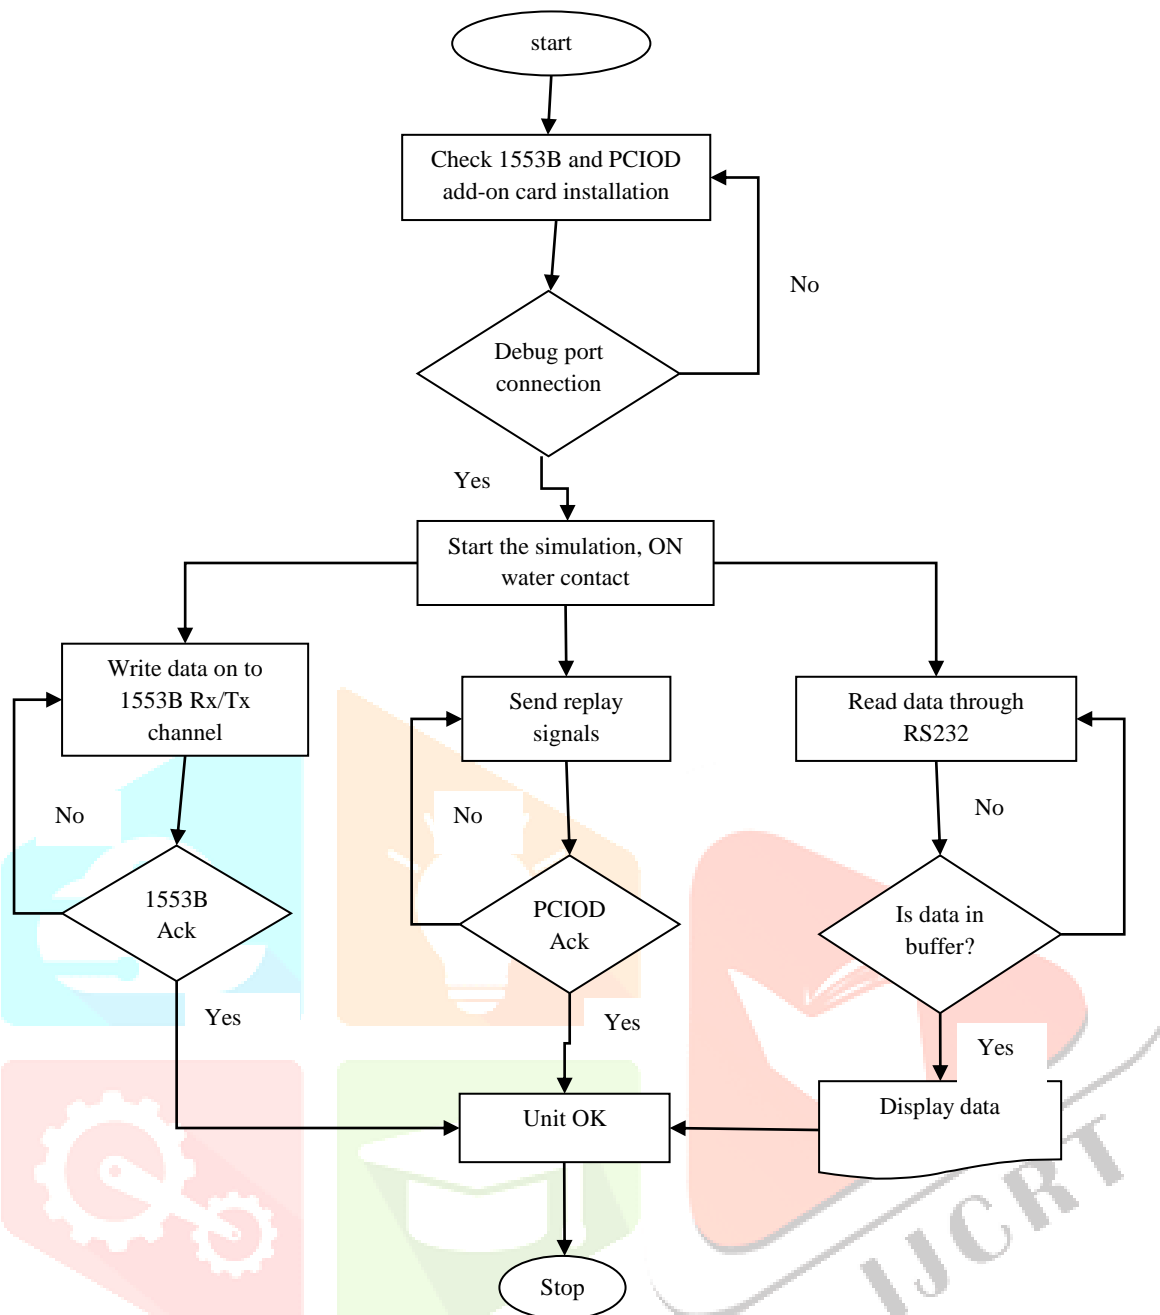 start
Check 1553B and PCIOD
add-on card installation
No
Debug port
connection
Yes
Start the simulation, ON
water contact
Write data on to
1553B Rx/Tx
channel
Send replay
signals
Read data through
RS232
No
No
No
1553B
Ack
PCIOD
Ack
Is data in
buffer?
Yes
Yes
Yes
Unit OK
Display data
Stop
IJCRT